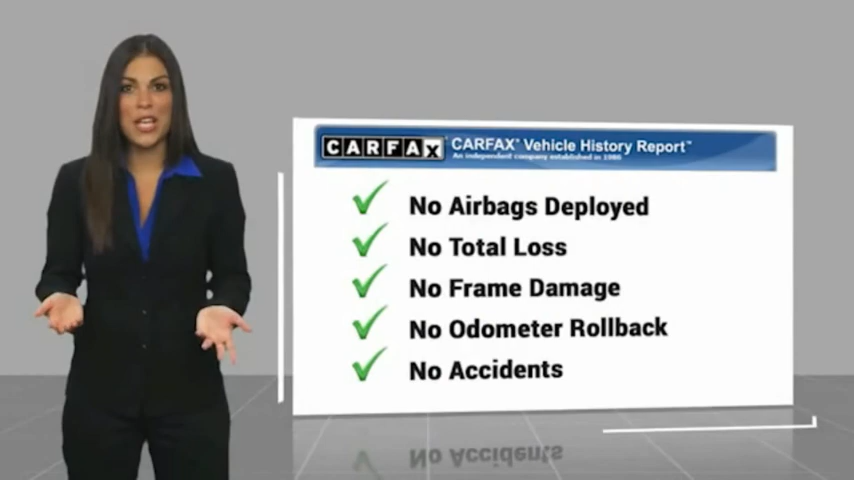 CARFAX
CARFAX® Vehicle History Report™
An independent company established in 1986
No Airbags Deployed
No Total Loss
No Frame Damage
No Odometer Rollback
No Accidents
No Accidents